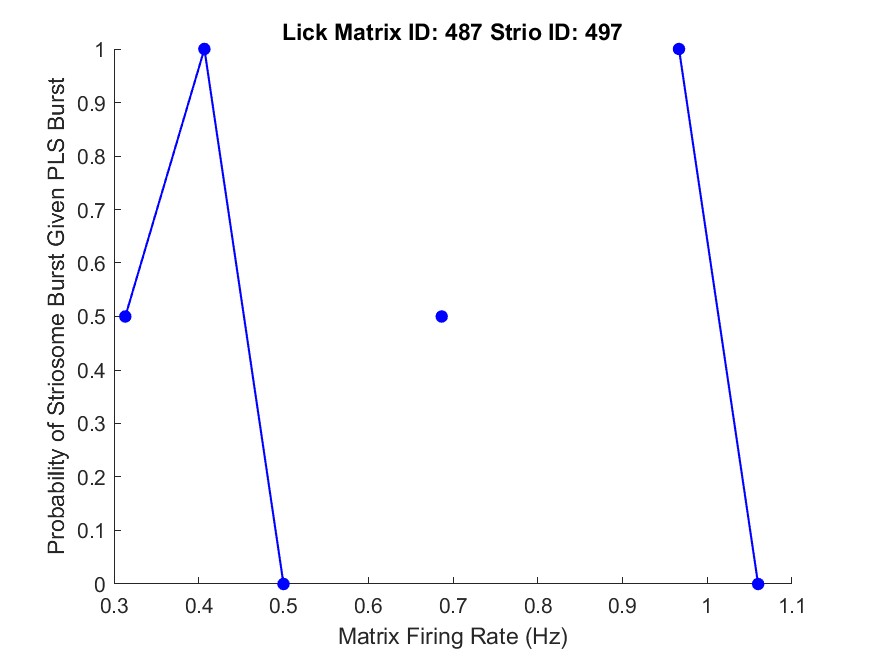 Lick Matrix ID: 487 Strio ID: 497
Probability of Striosome Burst Given PLS Burst
1
0.9
0.8
0.7
0.6
0.5
0.4
0.3
0.2
0.1
0
0.3 0.4 0.5 0.6 0.7 0.8 0.9 1 1.1
Matrix Firing Rate (Hz)